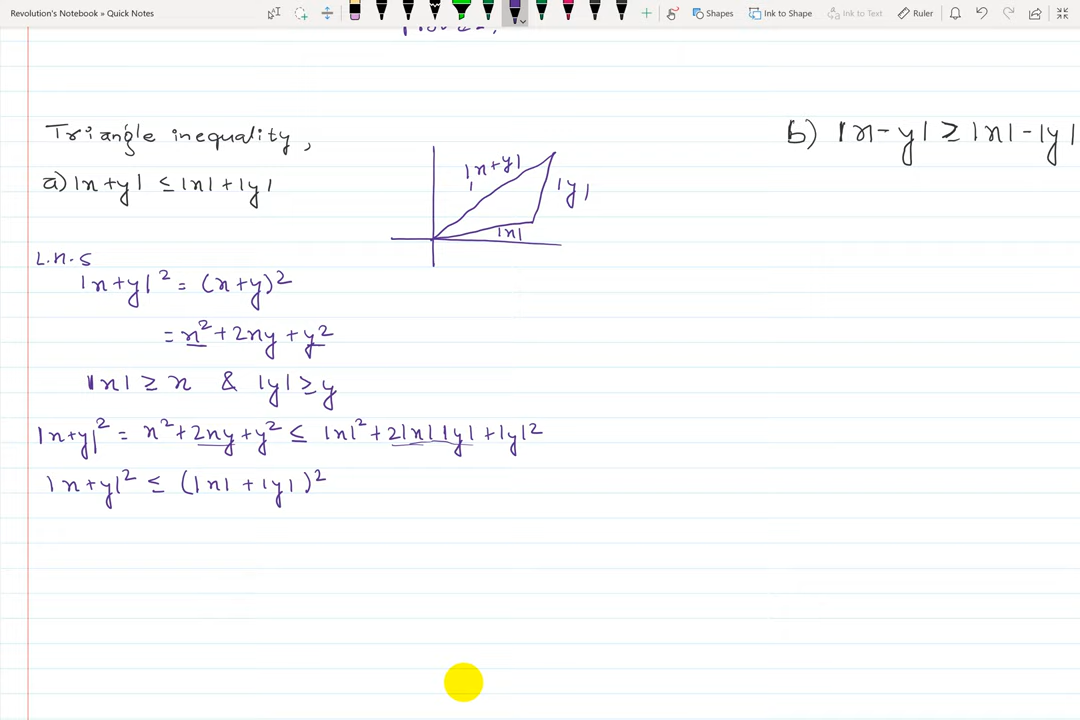 Revolution's Notebook » Quick Notes
Shapes
Ink to Shape
Ink to Text
Ruler
Triangle inequality,
a) |x+y| ≤ |x| + |y|
|x+y|
|y|
|x|
b) |x-y| ≥ |x| - |y|
L.H.S
|x+y|² = (x+y)²
= x² + 2xy + y²
|x| ≥ x & |y| ≥ y
|x+y|² = x² + 2xy + y² ≤ |x|² + 2|x||y| + |y|²
|x+y|² ≤ (|x| + |y|)²